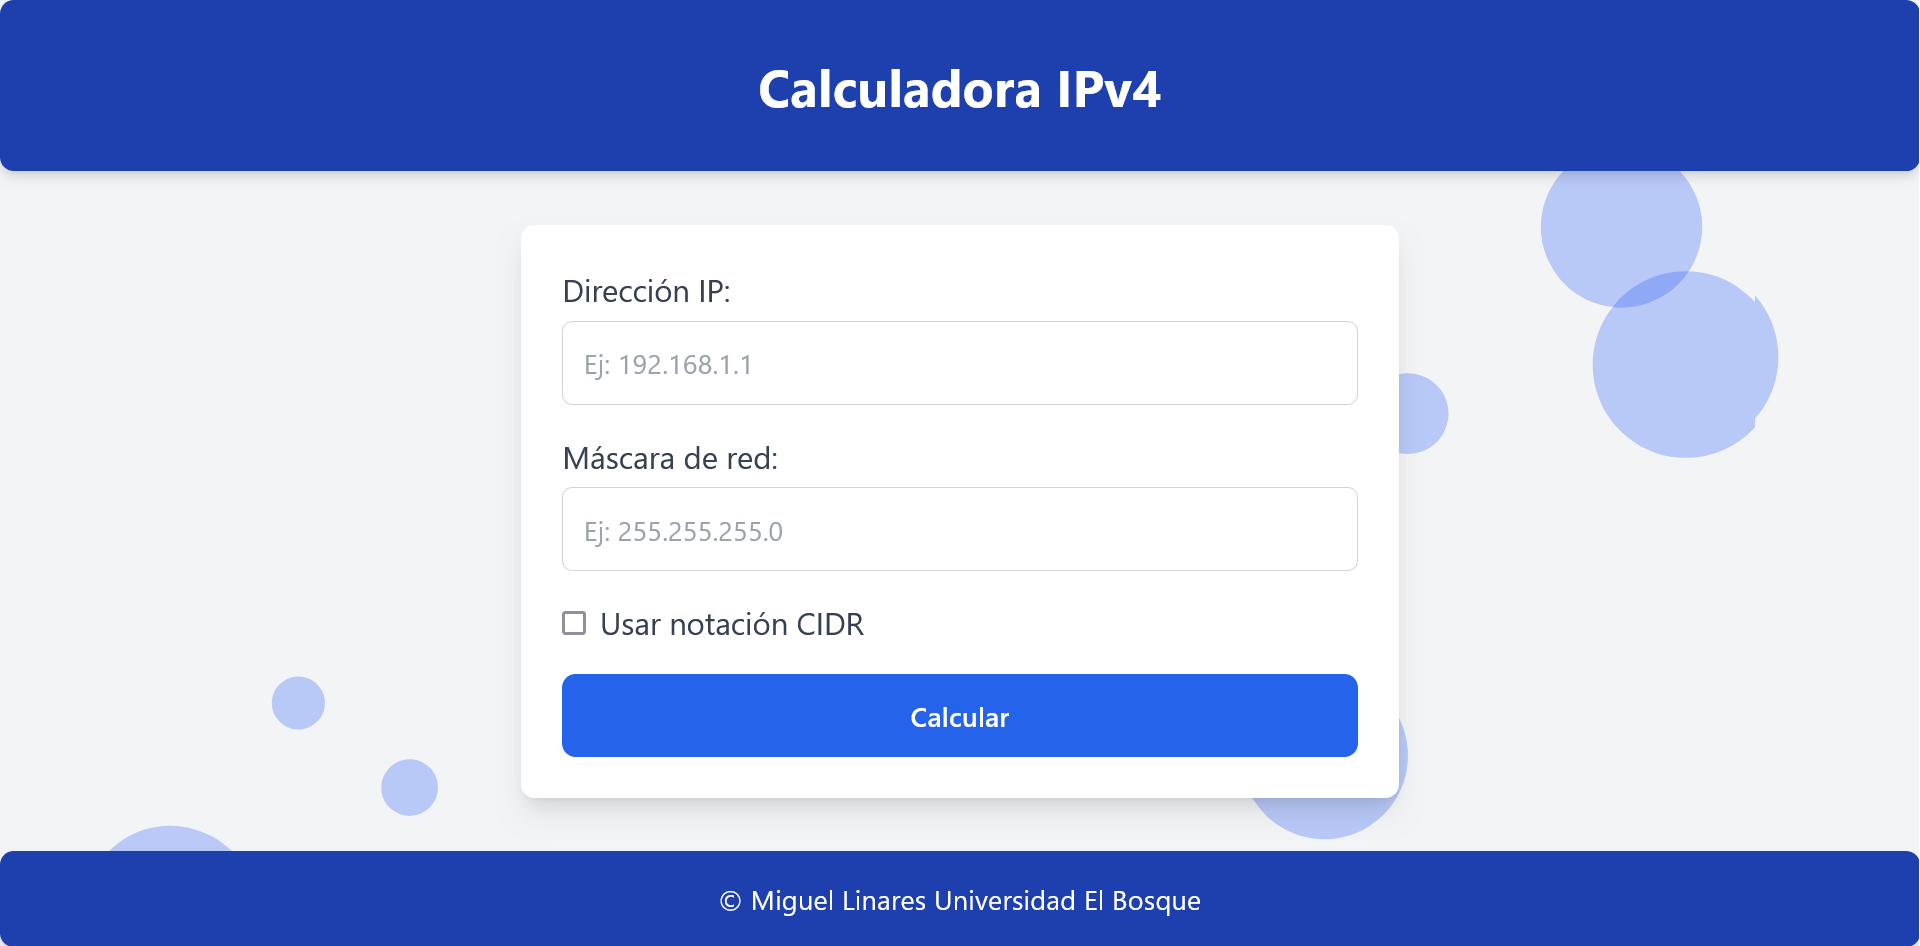 Calculadora IPv4
Dirección IP:
Ej: 192.168.1.1
Máscara de red:
Ej: 255.255.255.0
Usar notación CIDR
Calcular
© Miguel Linares Universidad El Bosque